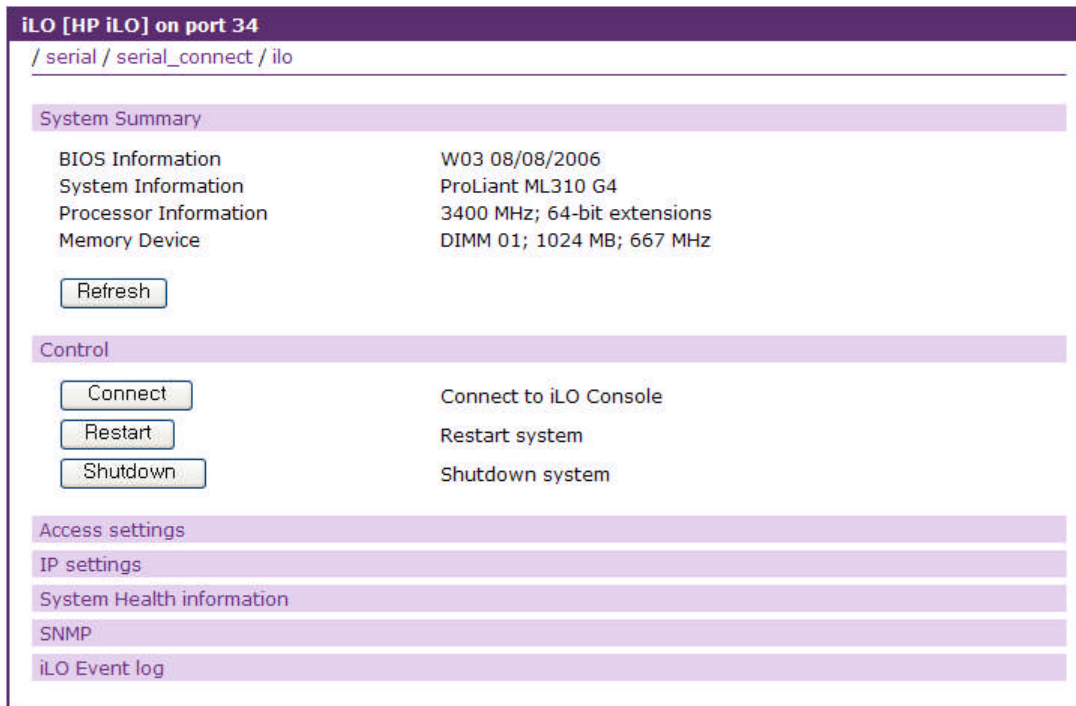 iLO [HP iLO] on port 34
/ serial / serial_connect / ilo
System Summary
BIOS Information W03 08/08/2006
System Information ProLiant ML310 G4
Processor Information 3400 MHz; 64-bit extensions
Memory Device DIMM 01; 1024 MB; 667 MHz
Refresh
Control
Connect Connect to iLO Console
Restart Restart system
Shutdown Shutdown system
Access settings
IP settings
System Health information
SNMP
iLO Event log